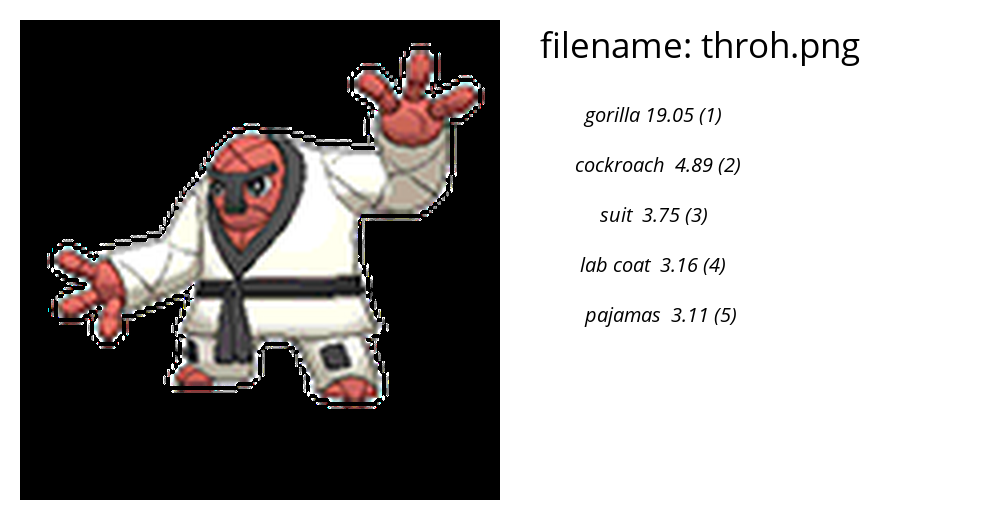 filename: throh.png
gorilla 19.05 (1)
cockroach 4.89 (2)
suit 3.75 (3)
lab coat 3.16 (4)
pajamas 3.11 (5)